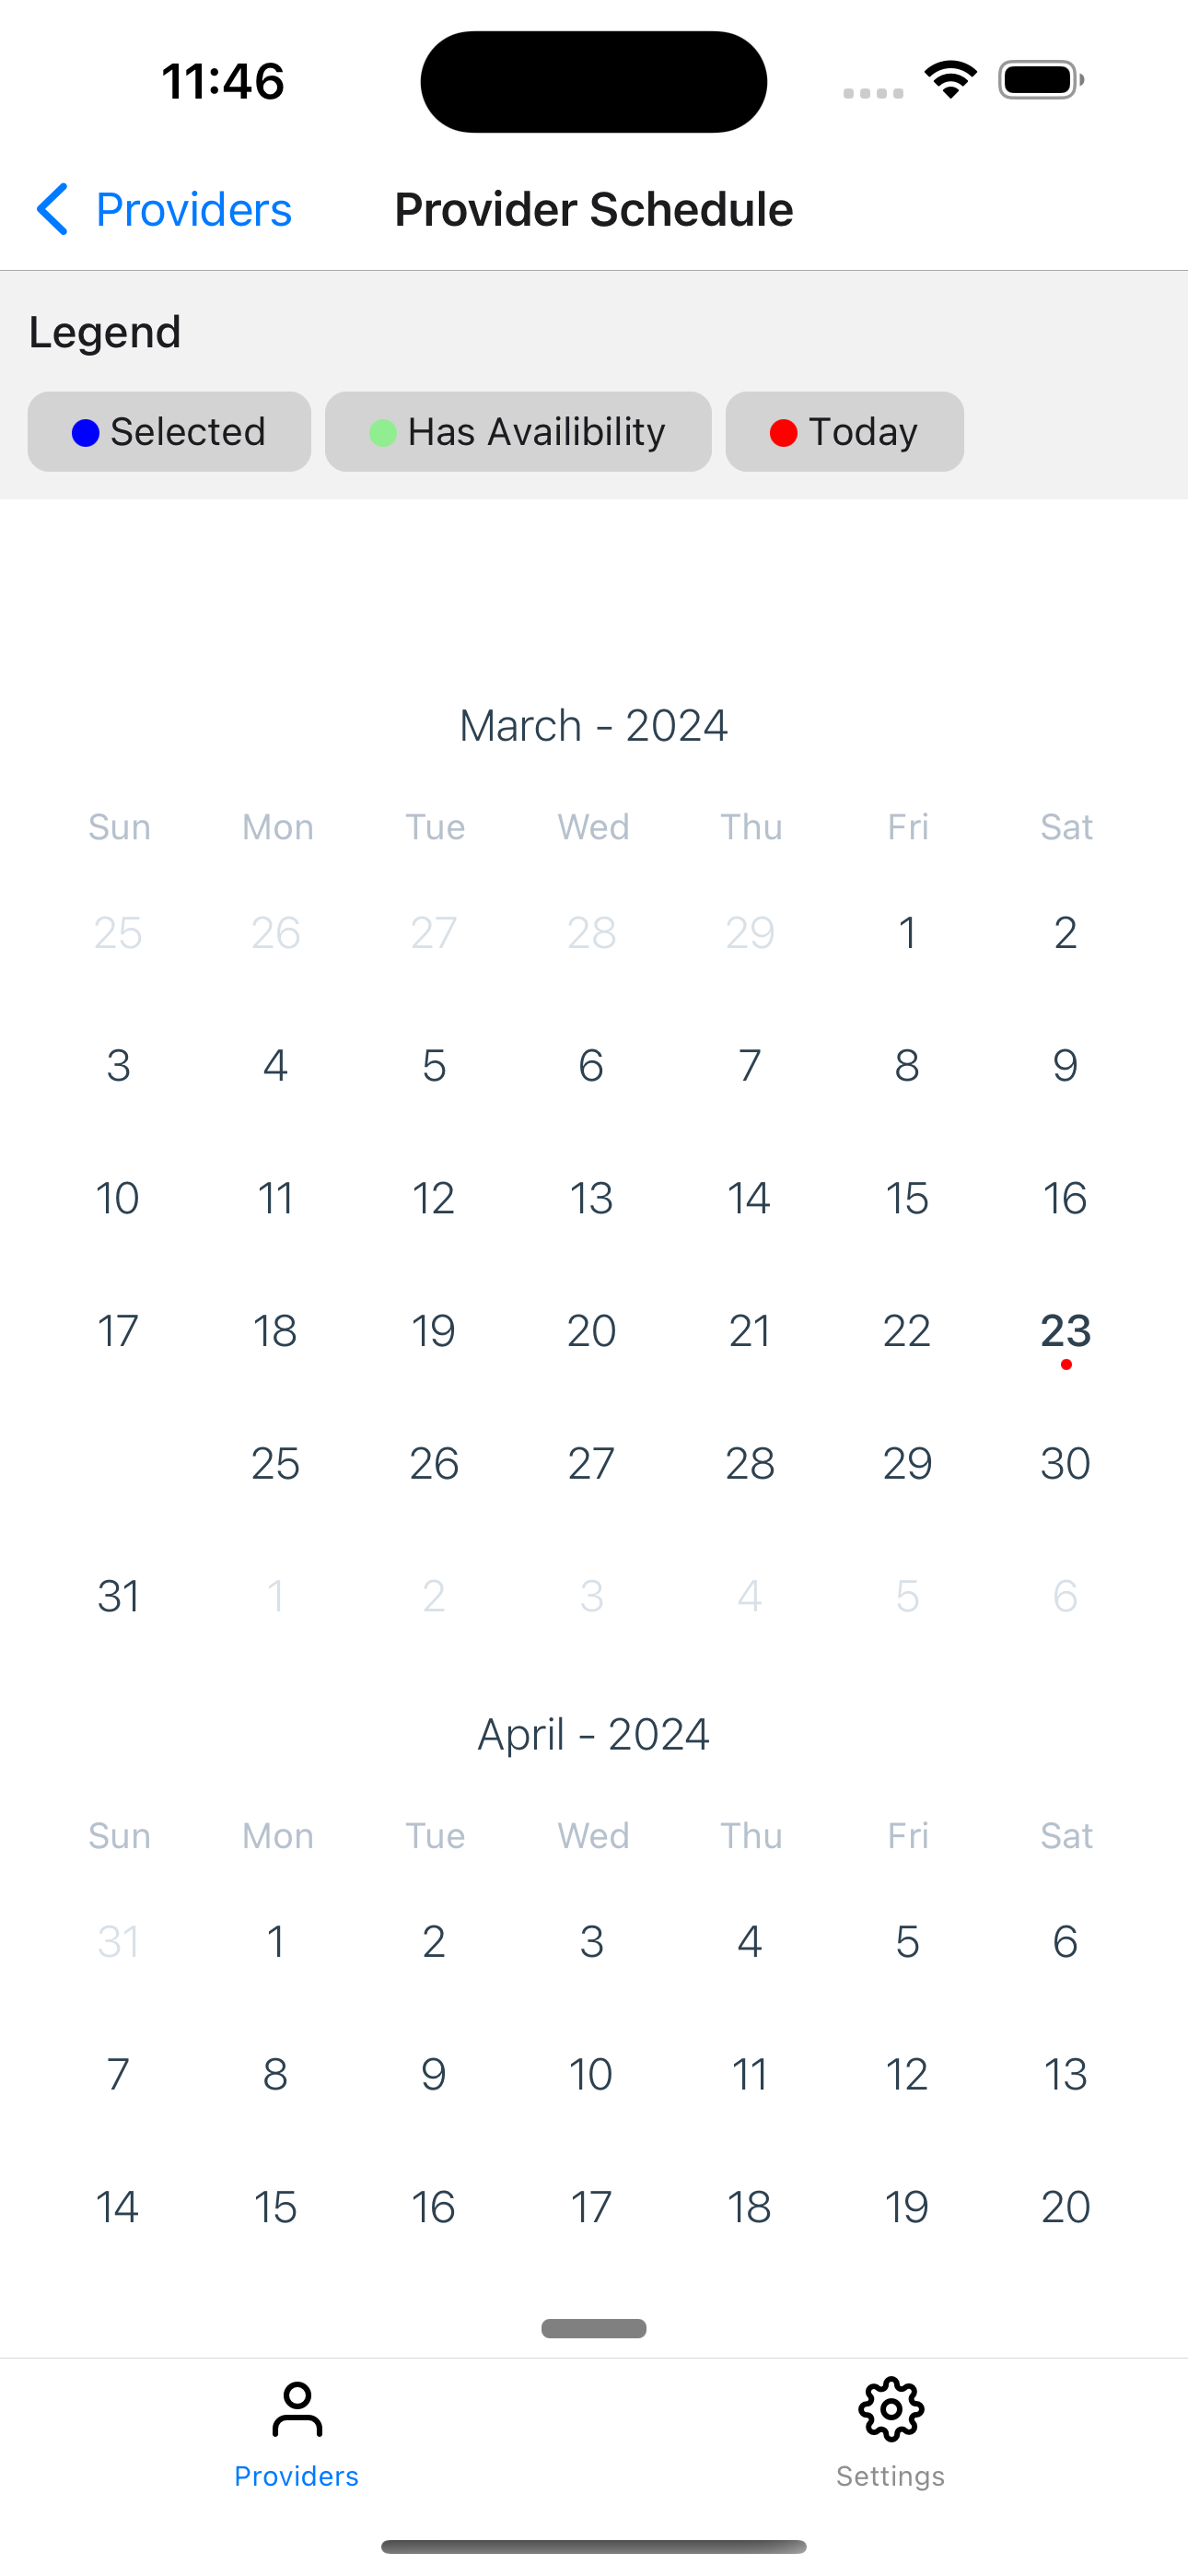 11:46
Providers Provider Schedule
Legend
Selected Has Availibility Today
March - 2024
Sun Mon Tue Wed Thu Fri Sat
25 26 27 28 29 1 2
3 4 5 6 7 8 9
10 11 12 13 14 15 16
17 18 19 20 21 22 23
25 26 27 28 29 30
31 1 2 3 4 5 6
April - 2024
Sun Mon Tue Wed Thu Fri Sat
31 1 2 3 4 5 6
7 8 9 10 11 12 13
14 15 16 17 18 19 20
Providers Settings